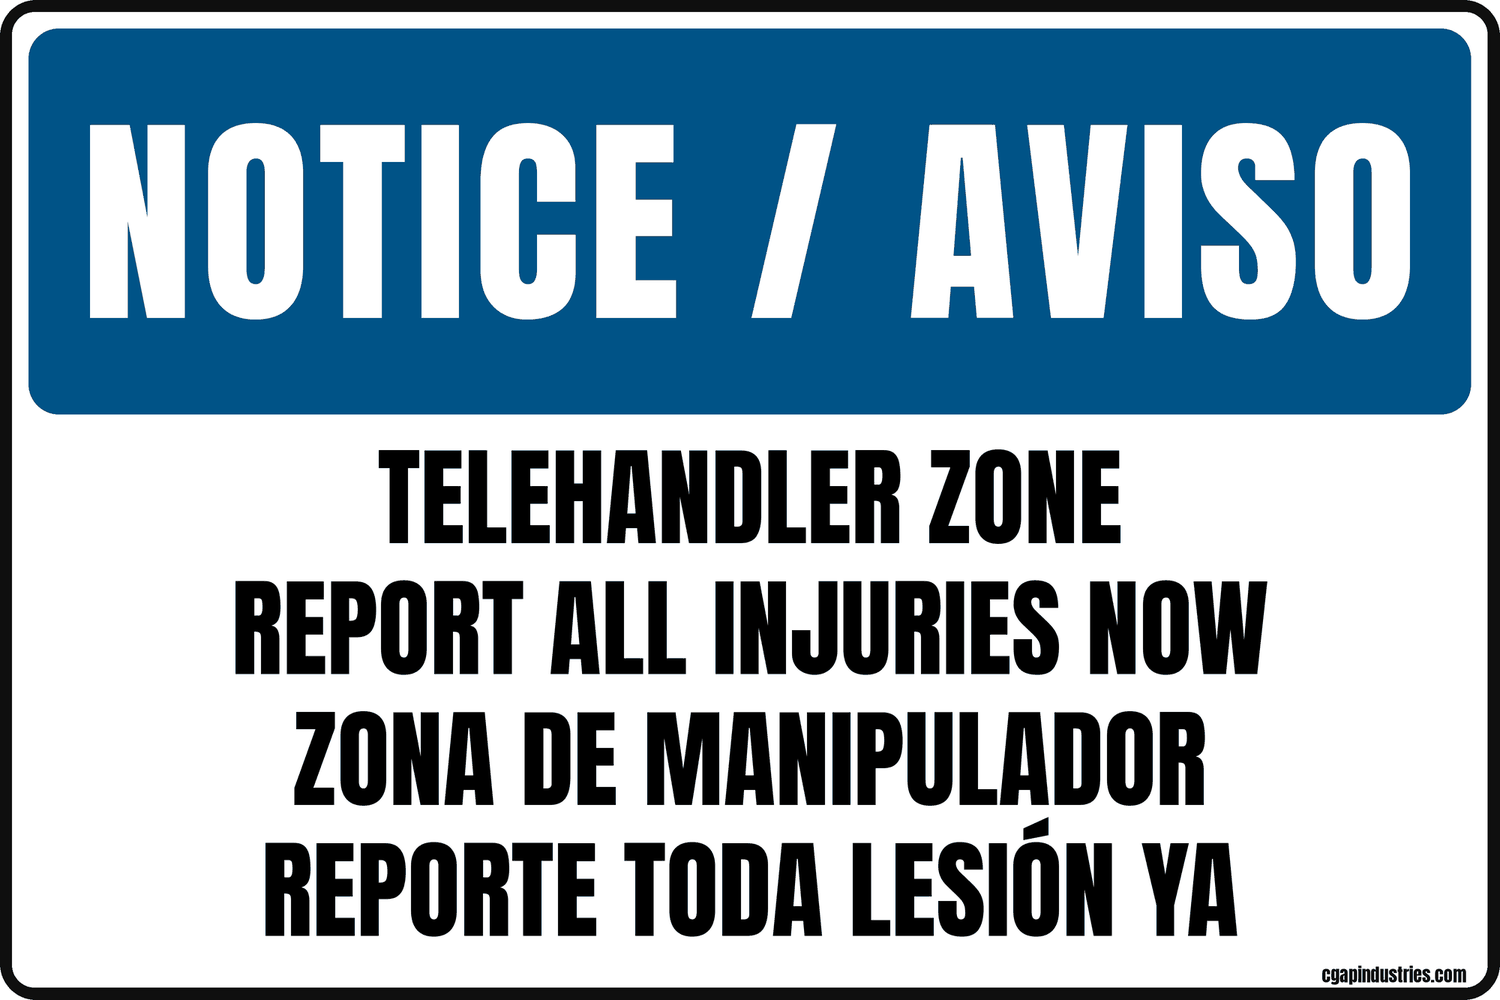 NOTICE / AVISO
TELEHANDLER ZONE
REPORT ALL INJURIES NOW
ZONA DE MANIPULADOR
REPORTE TODA LESIÓN YA
cgapindustries.com